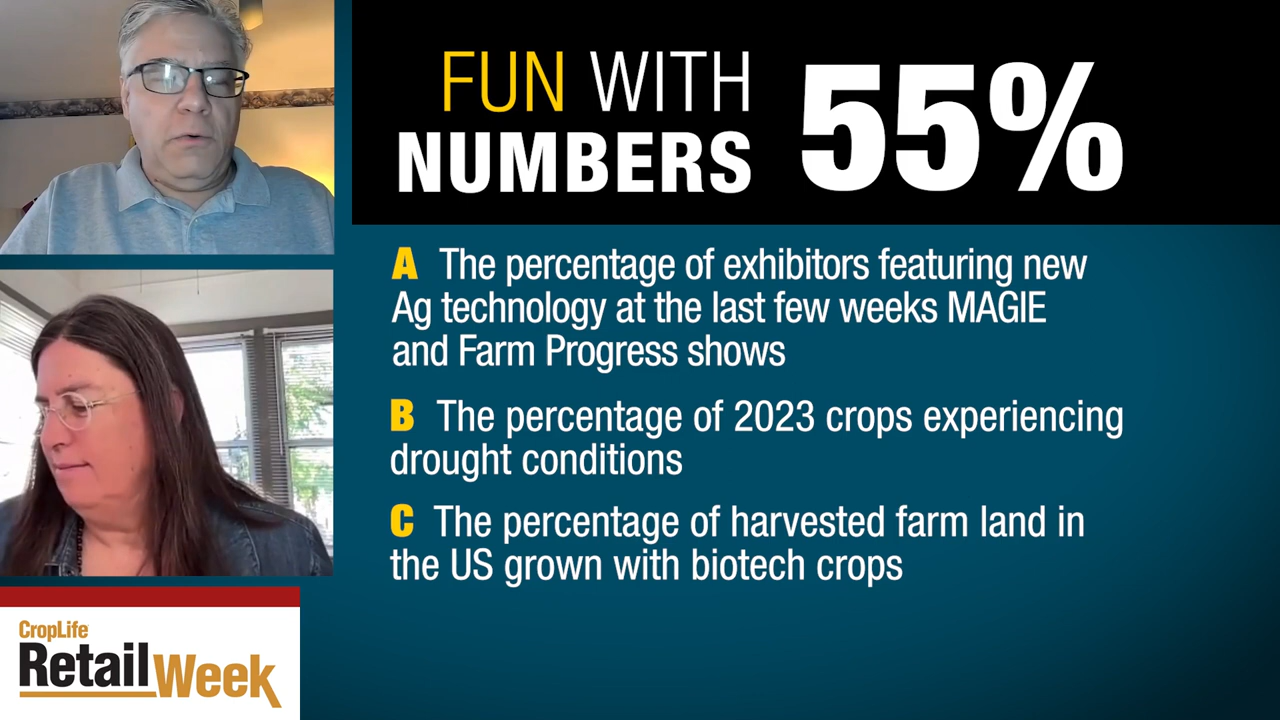 FUN WITH
NUMBERS
55%
A The percentage of exhibitors featuring new
Ag technology at the last few weeks MAGIE
and Farm Progress shows
B The percentage of 2023 crops experiencing
drought conditions
C The percentage of harvested farm land in
the US grown with biotech crops
CropLife
RetailWeek